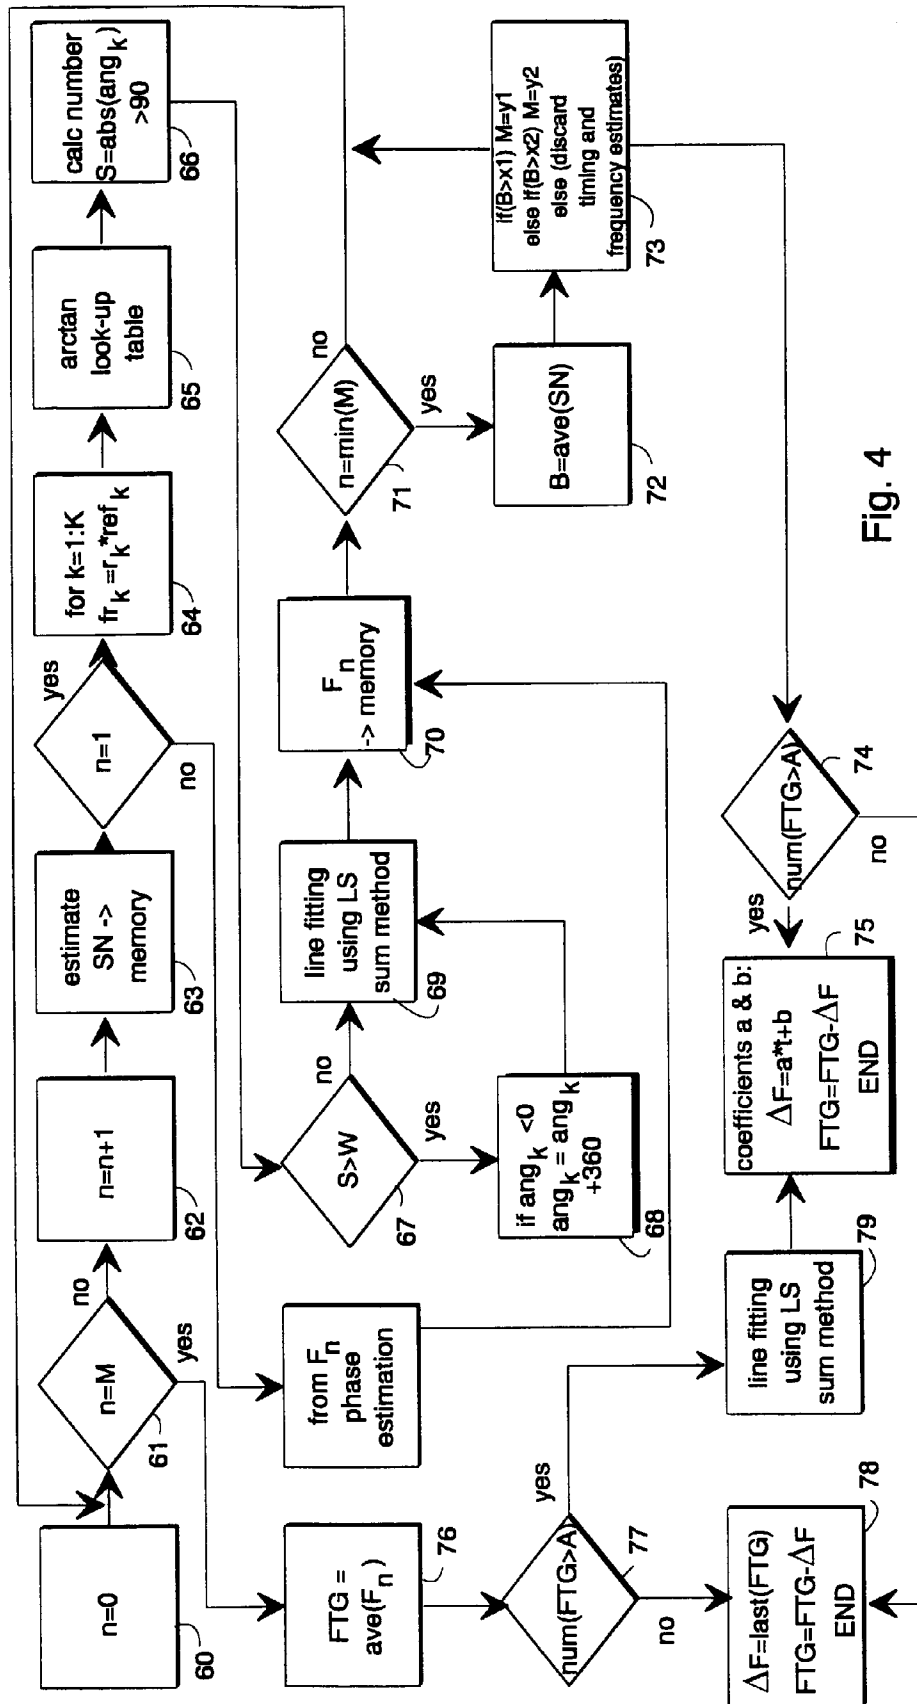 n=0
60
n=M
61
no
yes
n=n+1
62
estimate
SN ->
memory
63
n=1
yes
no
for k=1:K
fr_k =r_k*ref_k
64
arctan
look-up
table
65
calc number
S=abs(ang_k)
>90
66
from F_n
phase
estimation
S>W
67
no
yes
if ang_k <0
ang_k = ang_k
+360
68
line fitting
using LS
sum method
69
F_n
-> memory
70
n=min(M)
71
no
yes
B=ave(SN)
72
if(B>x1) M=y1
else if(B>x2) M=y2
else (discard
timing and
frequency estimates)
73
num(FTG>A)
74
yes
no
coefficients a & b:
ΔF=a*t+b
FTG=FTG-ΔF
END
75
FTG =
ave(F_n)
76
num(FTG>A)
77
yes
no
ΔF=last(FTG)
FTG=FTG-ΔF
END
78
line fitting
using LS
sum method
79
Fig. 4